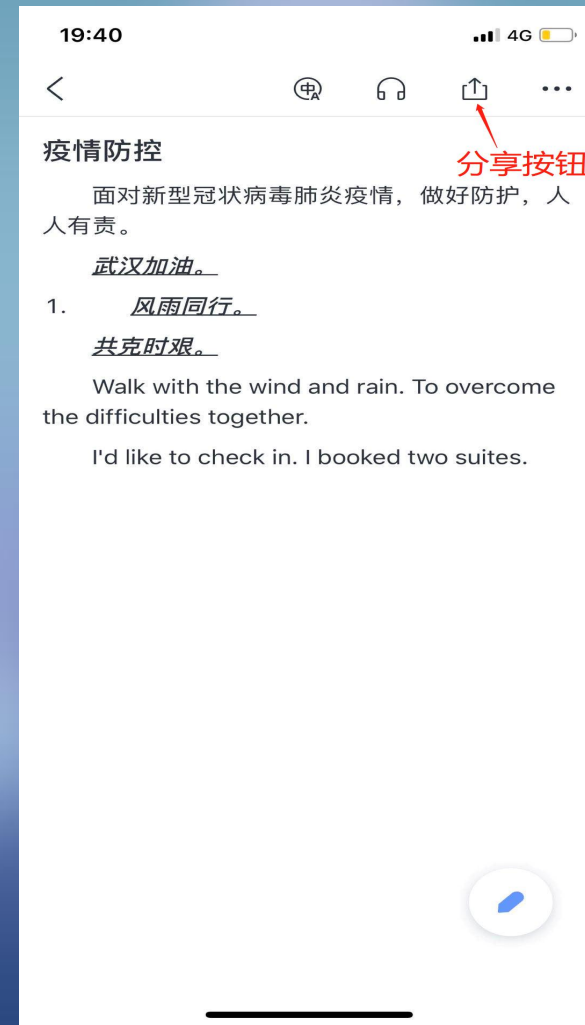 19:40
4G
中A
分享按钮
疫情防控
面对新型冠状病毒肺炎疫情，做好防护，人
人有责。
武汉加油。
1. 风雨同行。
共克时艰。
Walk with the wind and rain. To overcome
the difficulties together.
I'd like to check in. I booked two suites.